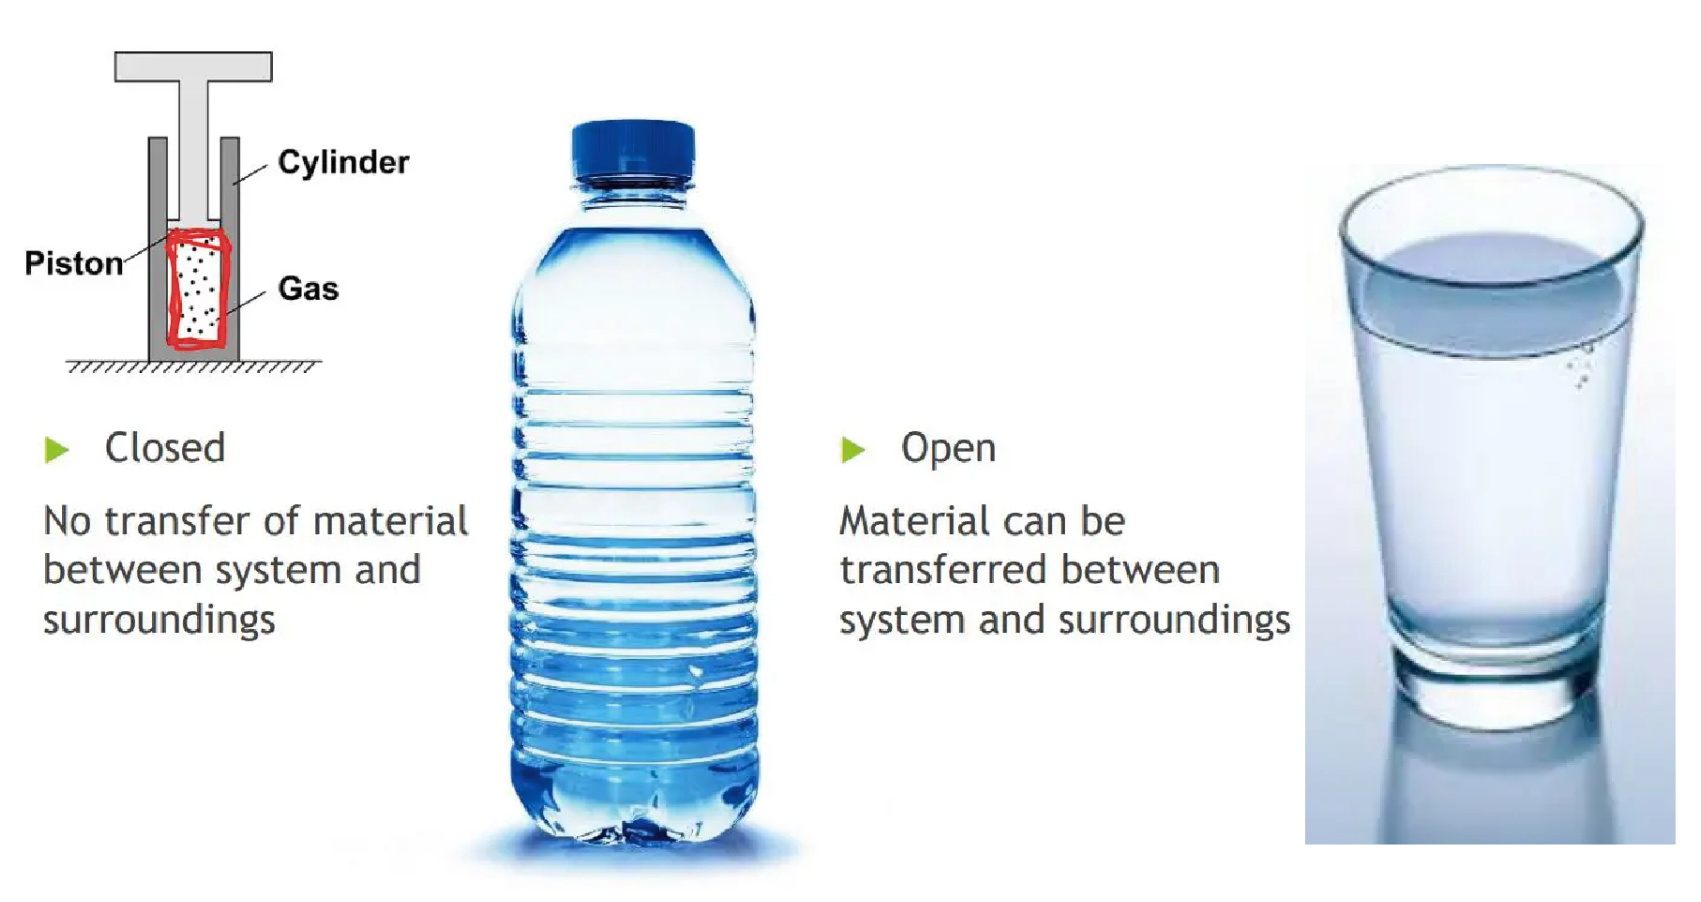 Cylinder
Piston
Gas
Closed
No transfer of material
between system and
surroundings
Open
Material can be
transferred between
system and surroundings